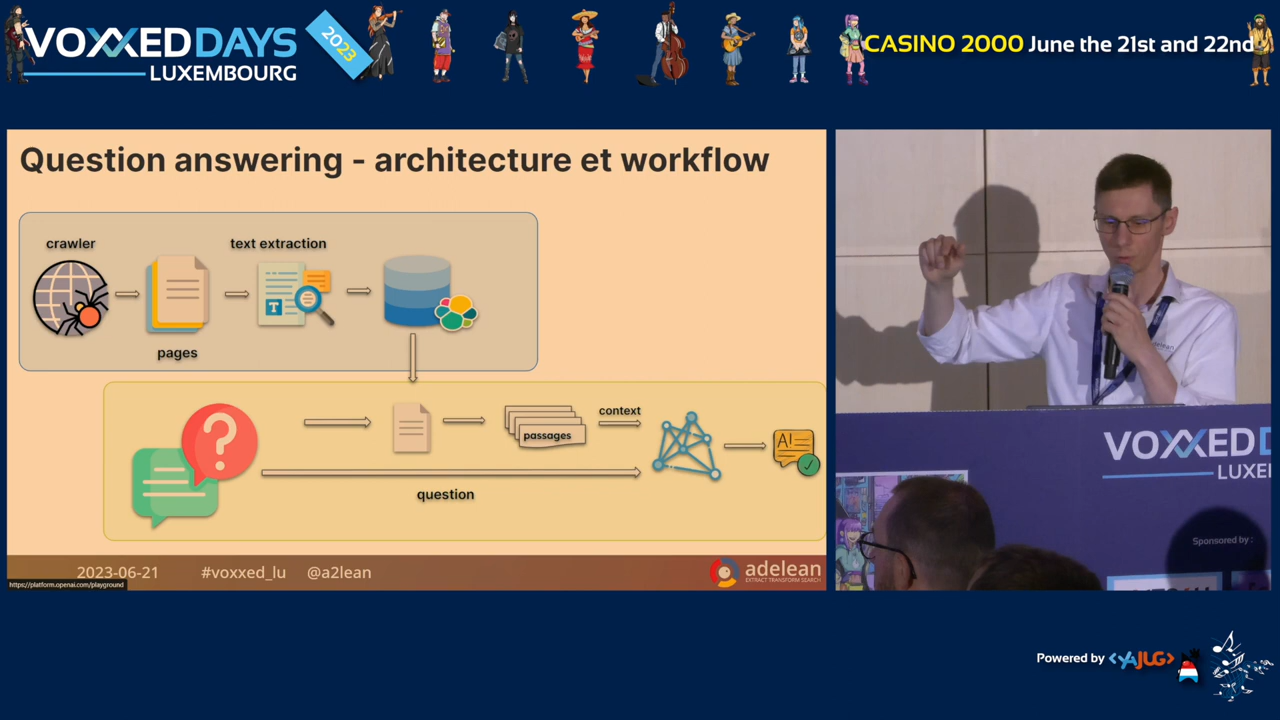 VOXXEDDAYS
LUXEMBOURG
2023
CASINO 2000 June the 21st and 22nd
Question answering - architecture et workflow
crawler
text extraction
T
pages
?
passages
context
AI
question
2023-06-21 #voxxed_lu @a2lean
adelean
EXTRACT TRANSFORM SEARCH
https://platform.openai.com/playground
VOXXED
LUXEM
Sponsored by :
Powered by <YAJUG>